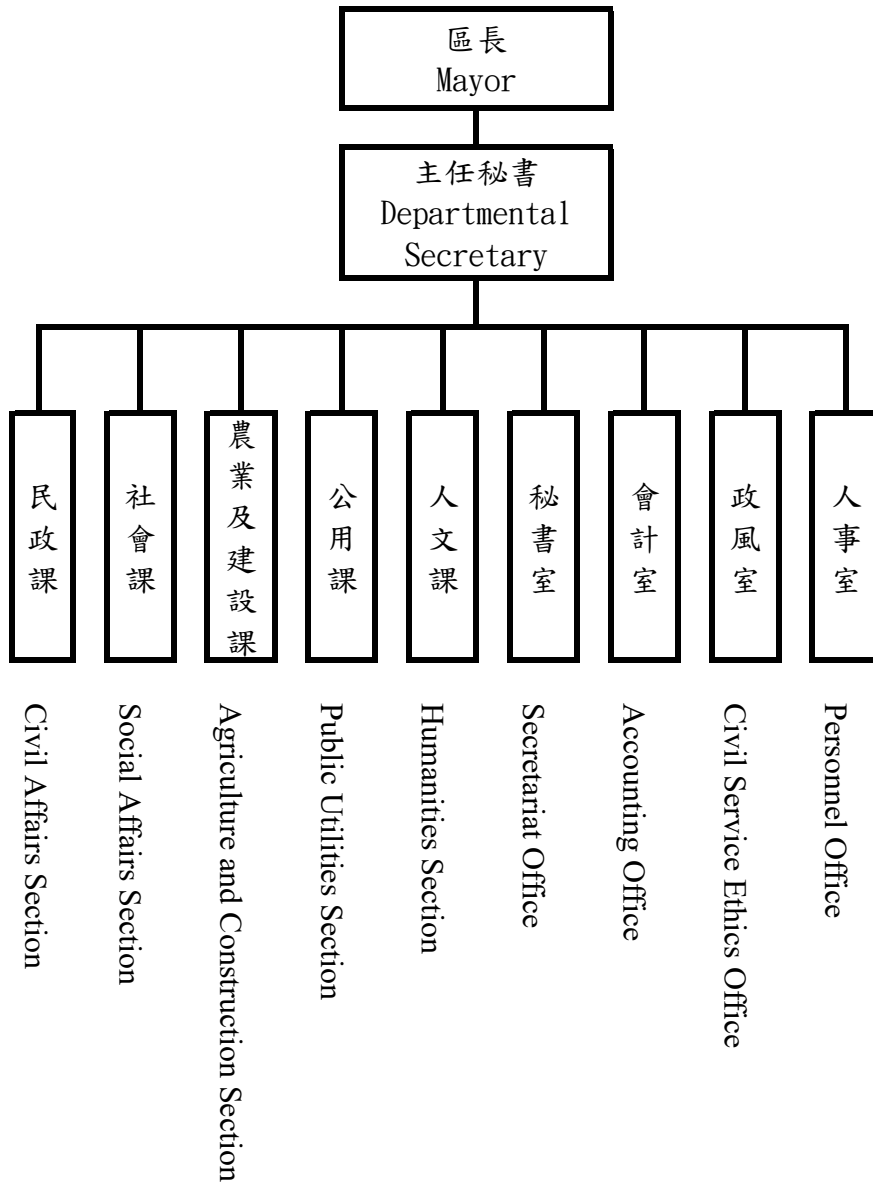 區長
Mayor
主任秘書
Departmental
Secretary
民政課
社會課
農業及建設課
公用課
人文課
秘書室
會計室
政風室
人事室
Civil Affairs Section
Social Affairs Section
Agriculture and Construction Section
Public Utilities Section
Humanities Section
Secretariat Office
Accounting Office
Civil Service Ethics Office
Personnel Office